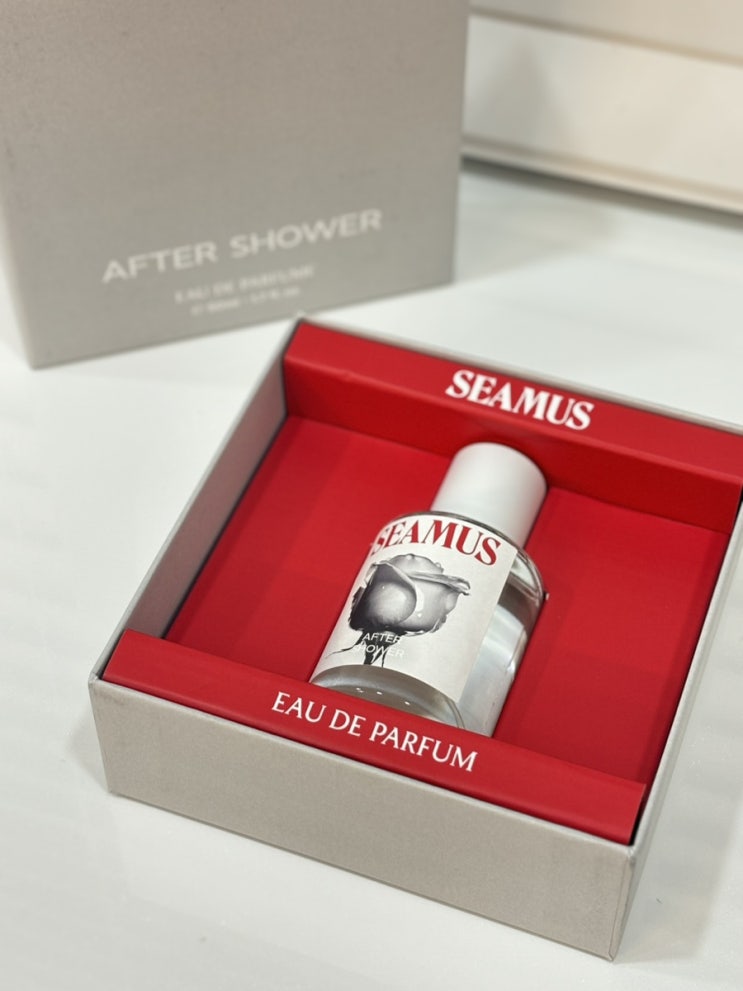 AFTER SHOWER
EAU DE PARFUME
SEAMUS
SEAMUS
AFTER
SHOWER
EAU DE PARFUM